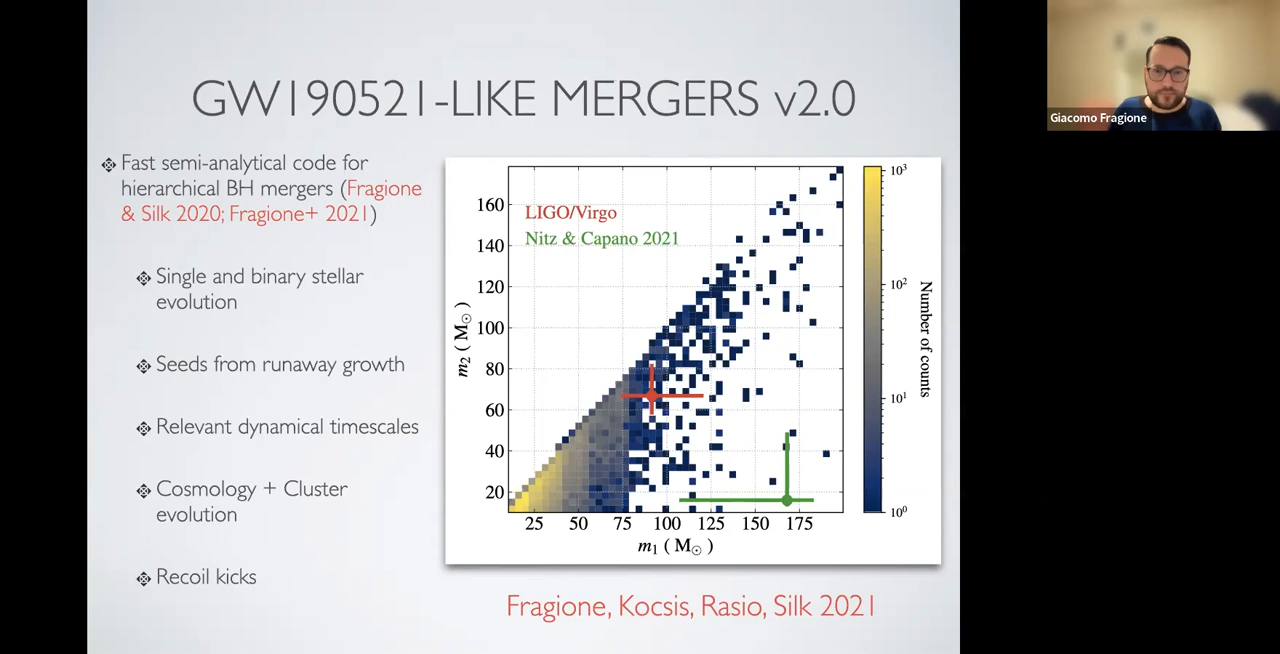 GW190521-LIKE MERGERS v2.0
Giacomo Fragione
Fast semi-analytical code for
hierarchical BH mergers (Fragione
& Silk 2020; Fragione+ 2021)
Single and binary stellar
evolution
Seeds from runaway growth
Relevant dynamical timescales
Cosmology + Cluster
evolution
Recoil kicks
LIGO/Virgo
Nitz & Capano 2021
160
140
120
100
80
60
40
20
m₂ ( M☉ )
25 50 75 100 125 150 175
m₁ ( M☉ )
10³
10²
10¹
10⁰
Number of counts
Fragione, Kocsis, Rasio, Silk 2021